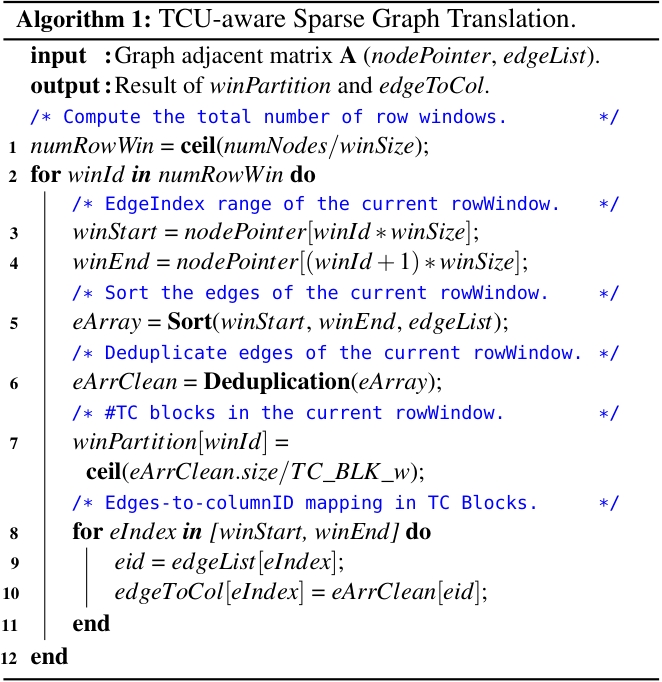 Algorithm 1: TCU-aware Sparse Graph Translation.
input : Graph adjacent matrix A (nodePointer, edgeList).
output: Result of winPartition and edgeToCol.
/* Compute the total number of row windows. */
1 numRowWin = ceil(numNodes/winSize);
2 for winId in numRowWin do
/* EdgeIndex range of the current rowWindow. */
3 winStart = nodePointer[winId ∗ winSize];
4 winEnd = nodePointer[(winId + 1) ∗ winSize];
/* Sort the edges of the current rowWindow. */
5 eArray = Sort(winStart, winEnd, edgeList);
/* Deduplicate edges of the current rowWindow. */
6 eArrClean = Deduplication(eArray);
/* #TC blocks in the current rowWindow. */
7 winPartition[winId] =
ceil(eArrClean.size/TC_BLK_w);
/* Edges-to-columnID mapping in TC Blocks. */
8 for eIndex in [winStart, winEnd] do
9 eid = edgeList[eIndex];
10 edgeToCol[eIndex] = eArrClean[eid];
11 end
12 end